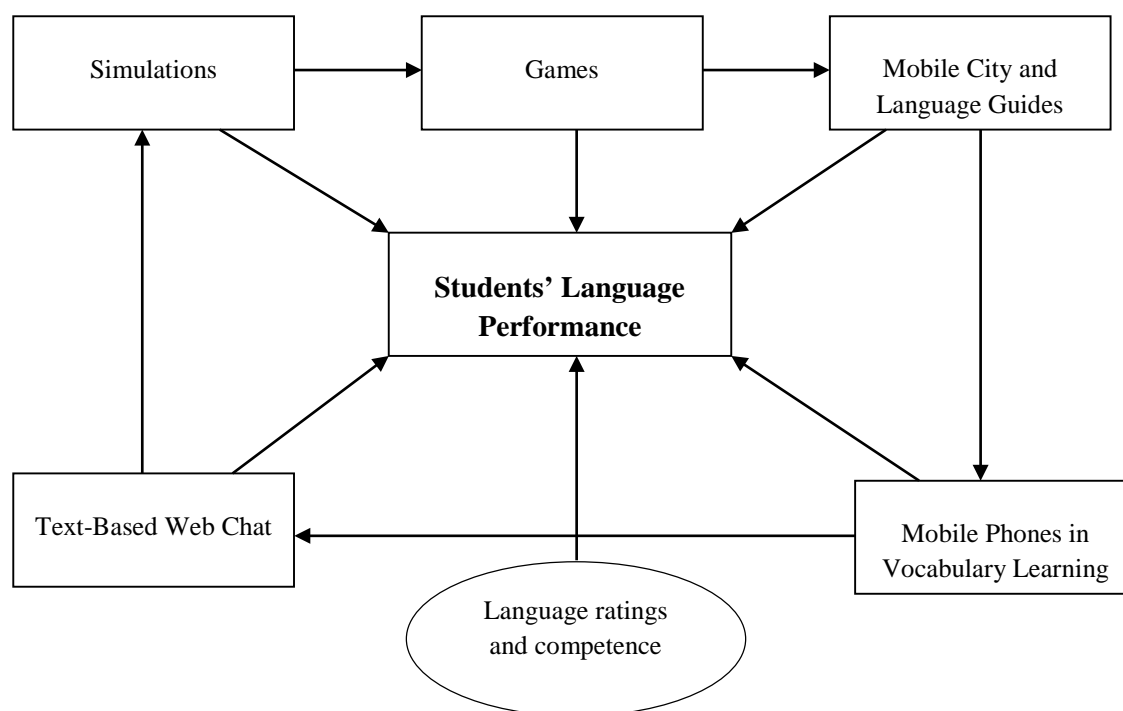 Simulations
Games
Mobile City and
Language Guides
Students’ Language
Performance
Text-Based Web Chat
Mobile Phones in
Vocabulary Learning
Language ratings
and competence